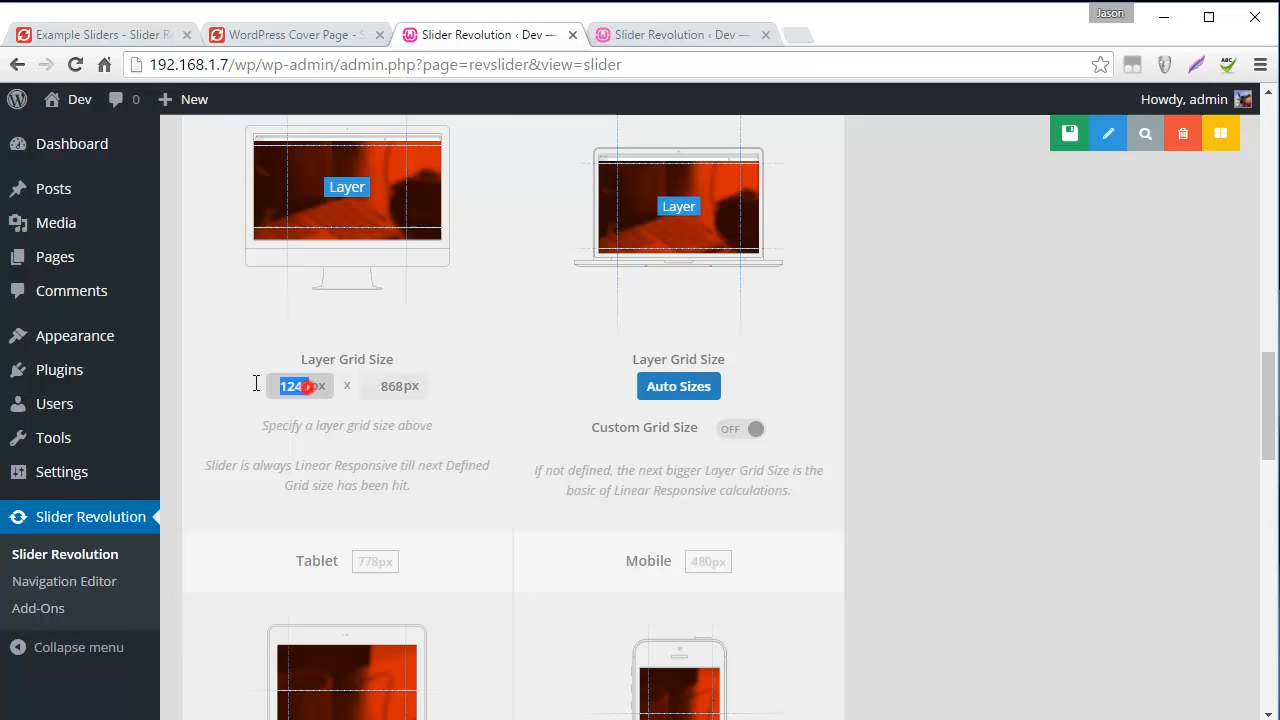 Jason
Example Sliders - Slider R
WordPress Cover Page - S
Slider Revolution ‹ Dev —
Slider Revolution ‹ Dev —
192.168.1.7/wp/wp-admin/admin.php?page=revslider&view=slider
ABC
Dev
0
New
Howdy, admin
Dashboard
Posts
Media
Pages
Comments
Appearance
Plugins
Users
Tools
Settings
Slider Revolution
Slider Revolution
Navigation Editor
Add-Ons
Collapse menu
Layer
Layer
Layer Grid Size
x
868px
Specify a layer grid size above
Slider is always Linear Responsive till next Defined
Grid size has been hit.
Layer Grid Size
Auto Sizes
Custom Grid Size
OFF
If not defined, the next bigger Layer Grid Size is the
basic of Linear Responsive calculations.
Tablet
778px
Mobile
480px